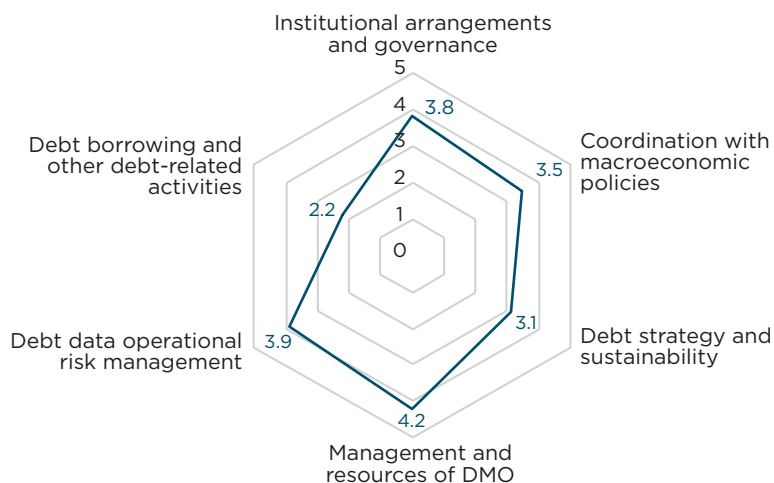 Institutional arrangements
and governance
5
4
3
2
1
0
3.8
Coordination with
macroeconomic
policies
3.5
Debt strategy and
sustainability
3.1
Management and
resources of DMO
4.2
Debt data operational
risk management
3.9
Debt borrowing and
other debt-related
activities
2.2